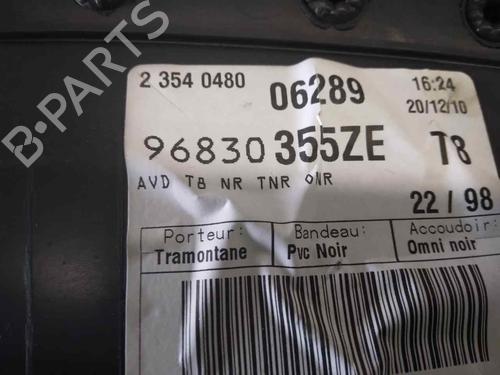 2 354 0480 06289 16:24
20/12/10
96830 355ZE T8
AVD T8 NR TNR ONR
22 / 98
Porteur: Bandeau: Accoudoir:
Tramontane Pvc Noir Omni noir
B-PARTS